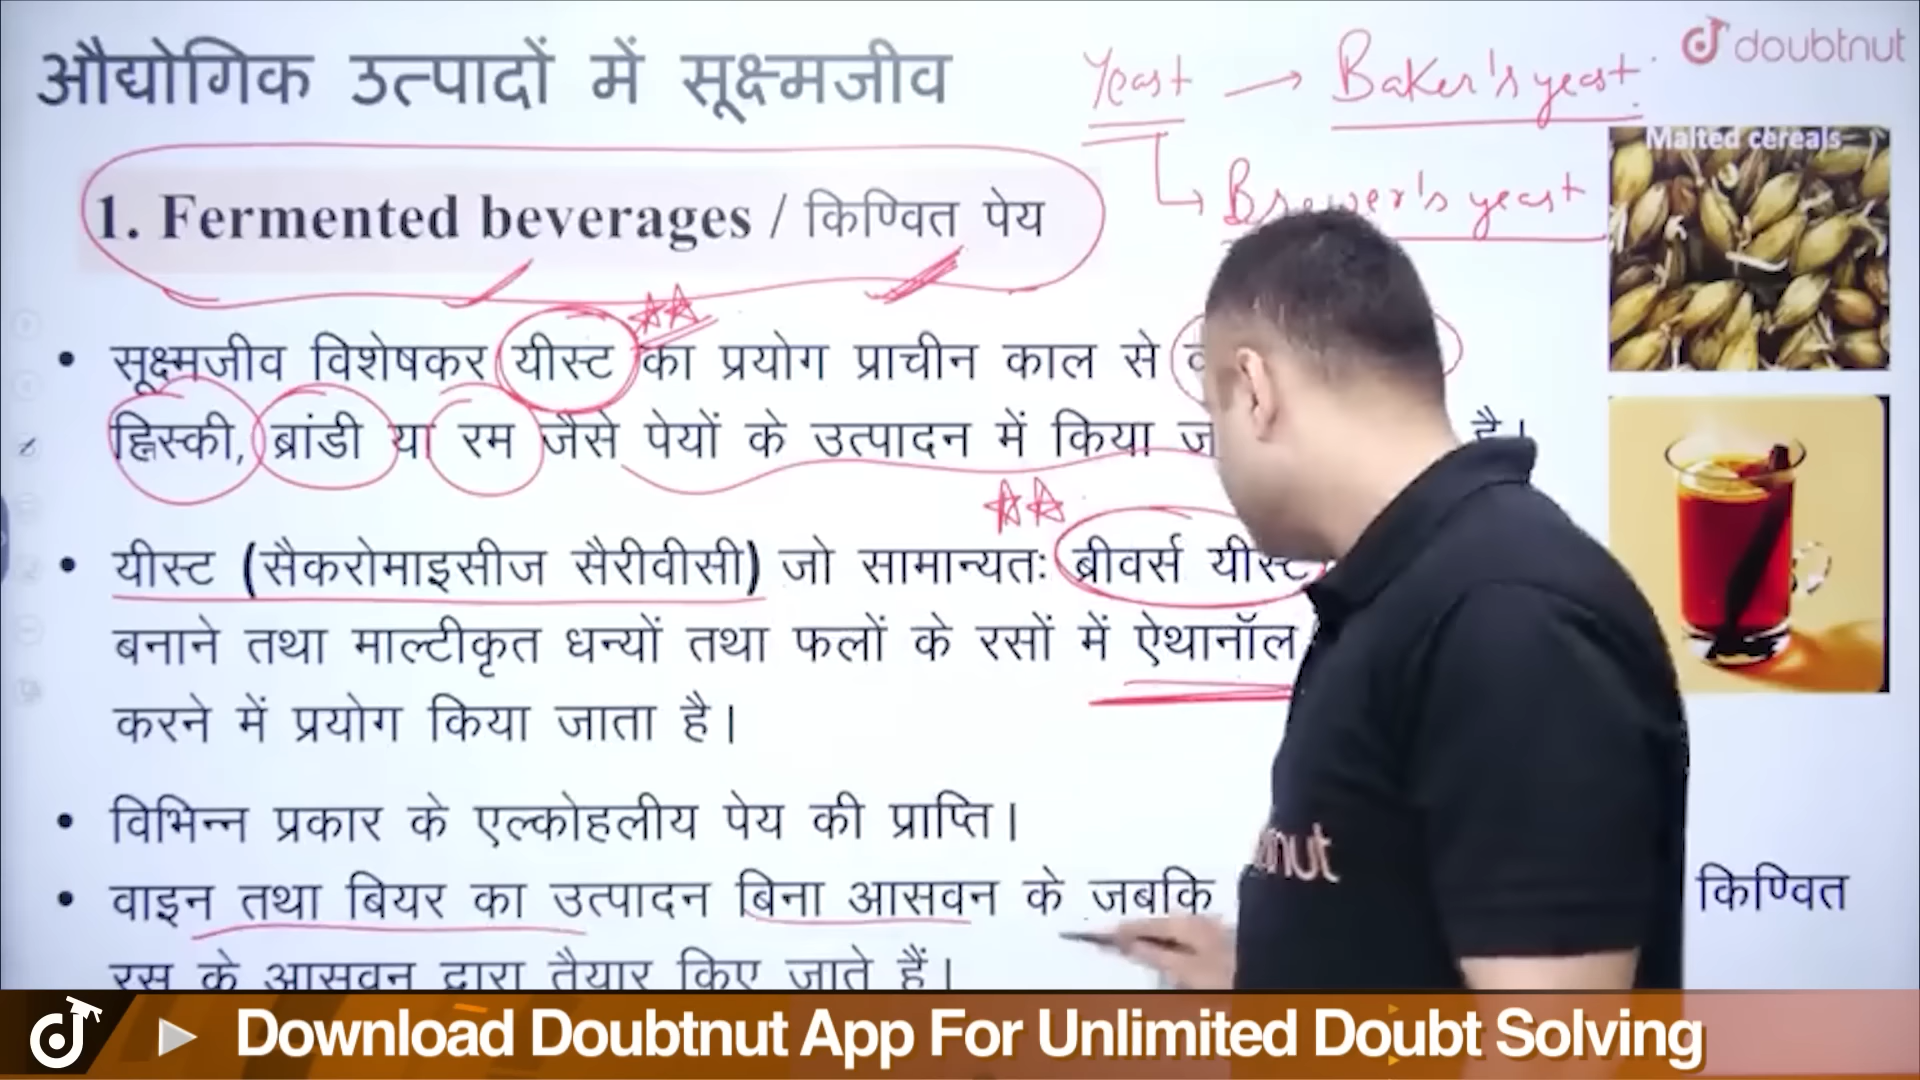 औद्योगिक उत्पादों में सूक्ष्मजीव
Yeast → Baker's yeast
Brewer's yeast
doubtnut
Malted cereals
1. Fermented beverages / किण्वित पेय
सूक्ष्मजीव विशेषकर यीस्ट का प्रयोग प्राचीन काल से
ह्विस्की, ब्रांडी या रम जैसे पेयों के उत्पादन में किया है।
यीस्ट (सैकरोमाइसीज सैरीवीसी) जो सामान्यतः ब्रीवर्स यीस्ट
बनाने तथा माल्टीकृत धन्यों तथा फलों के रसों में ऐथानॉल
करने में प्रयोग किया जाता है।
विभिन्न प्रकार के एल्कोहलीय पेय की प्राप्ति।
वाइन तथा बियर का उत्पादन बिना आसवन के जबकि किण्वित
रस के आसवन द्वारा तैयार किए जाते हैं।
Download Doubtnut App For Unlimited Doubt Solving